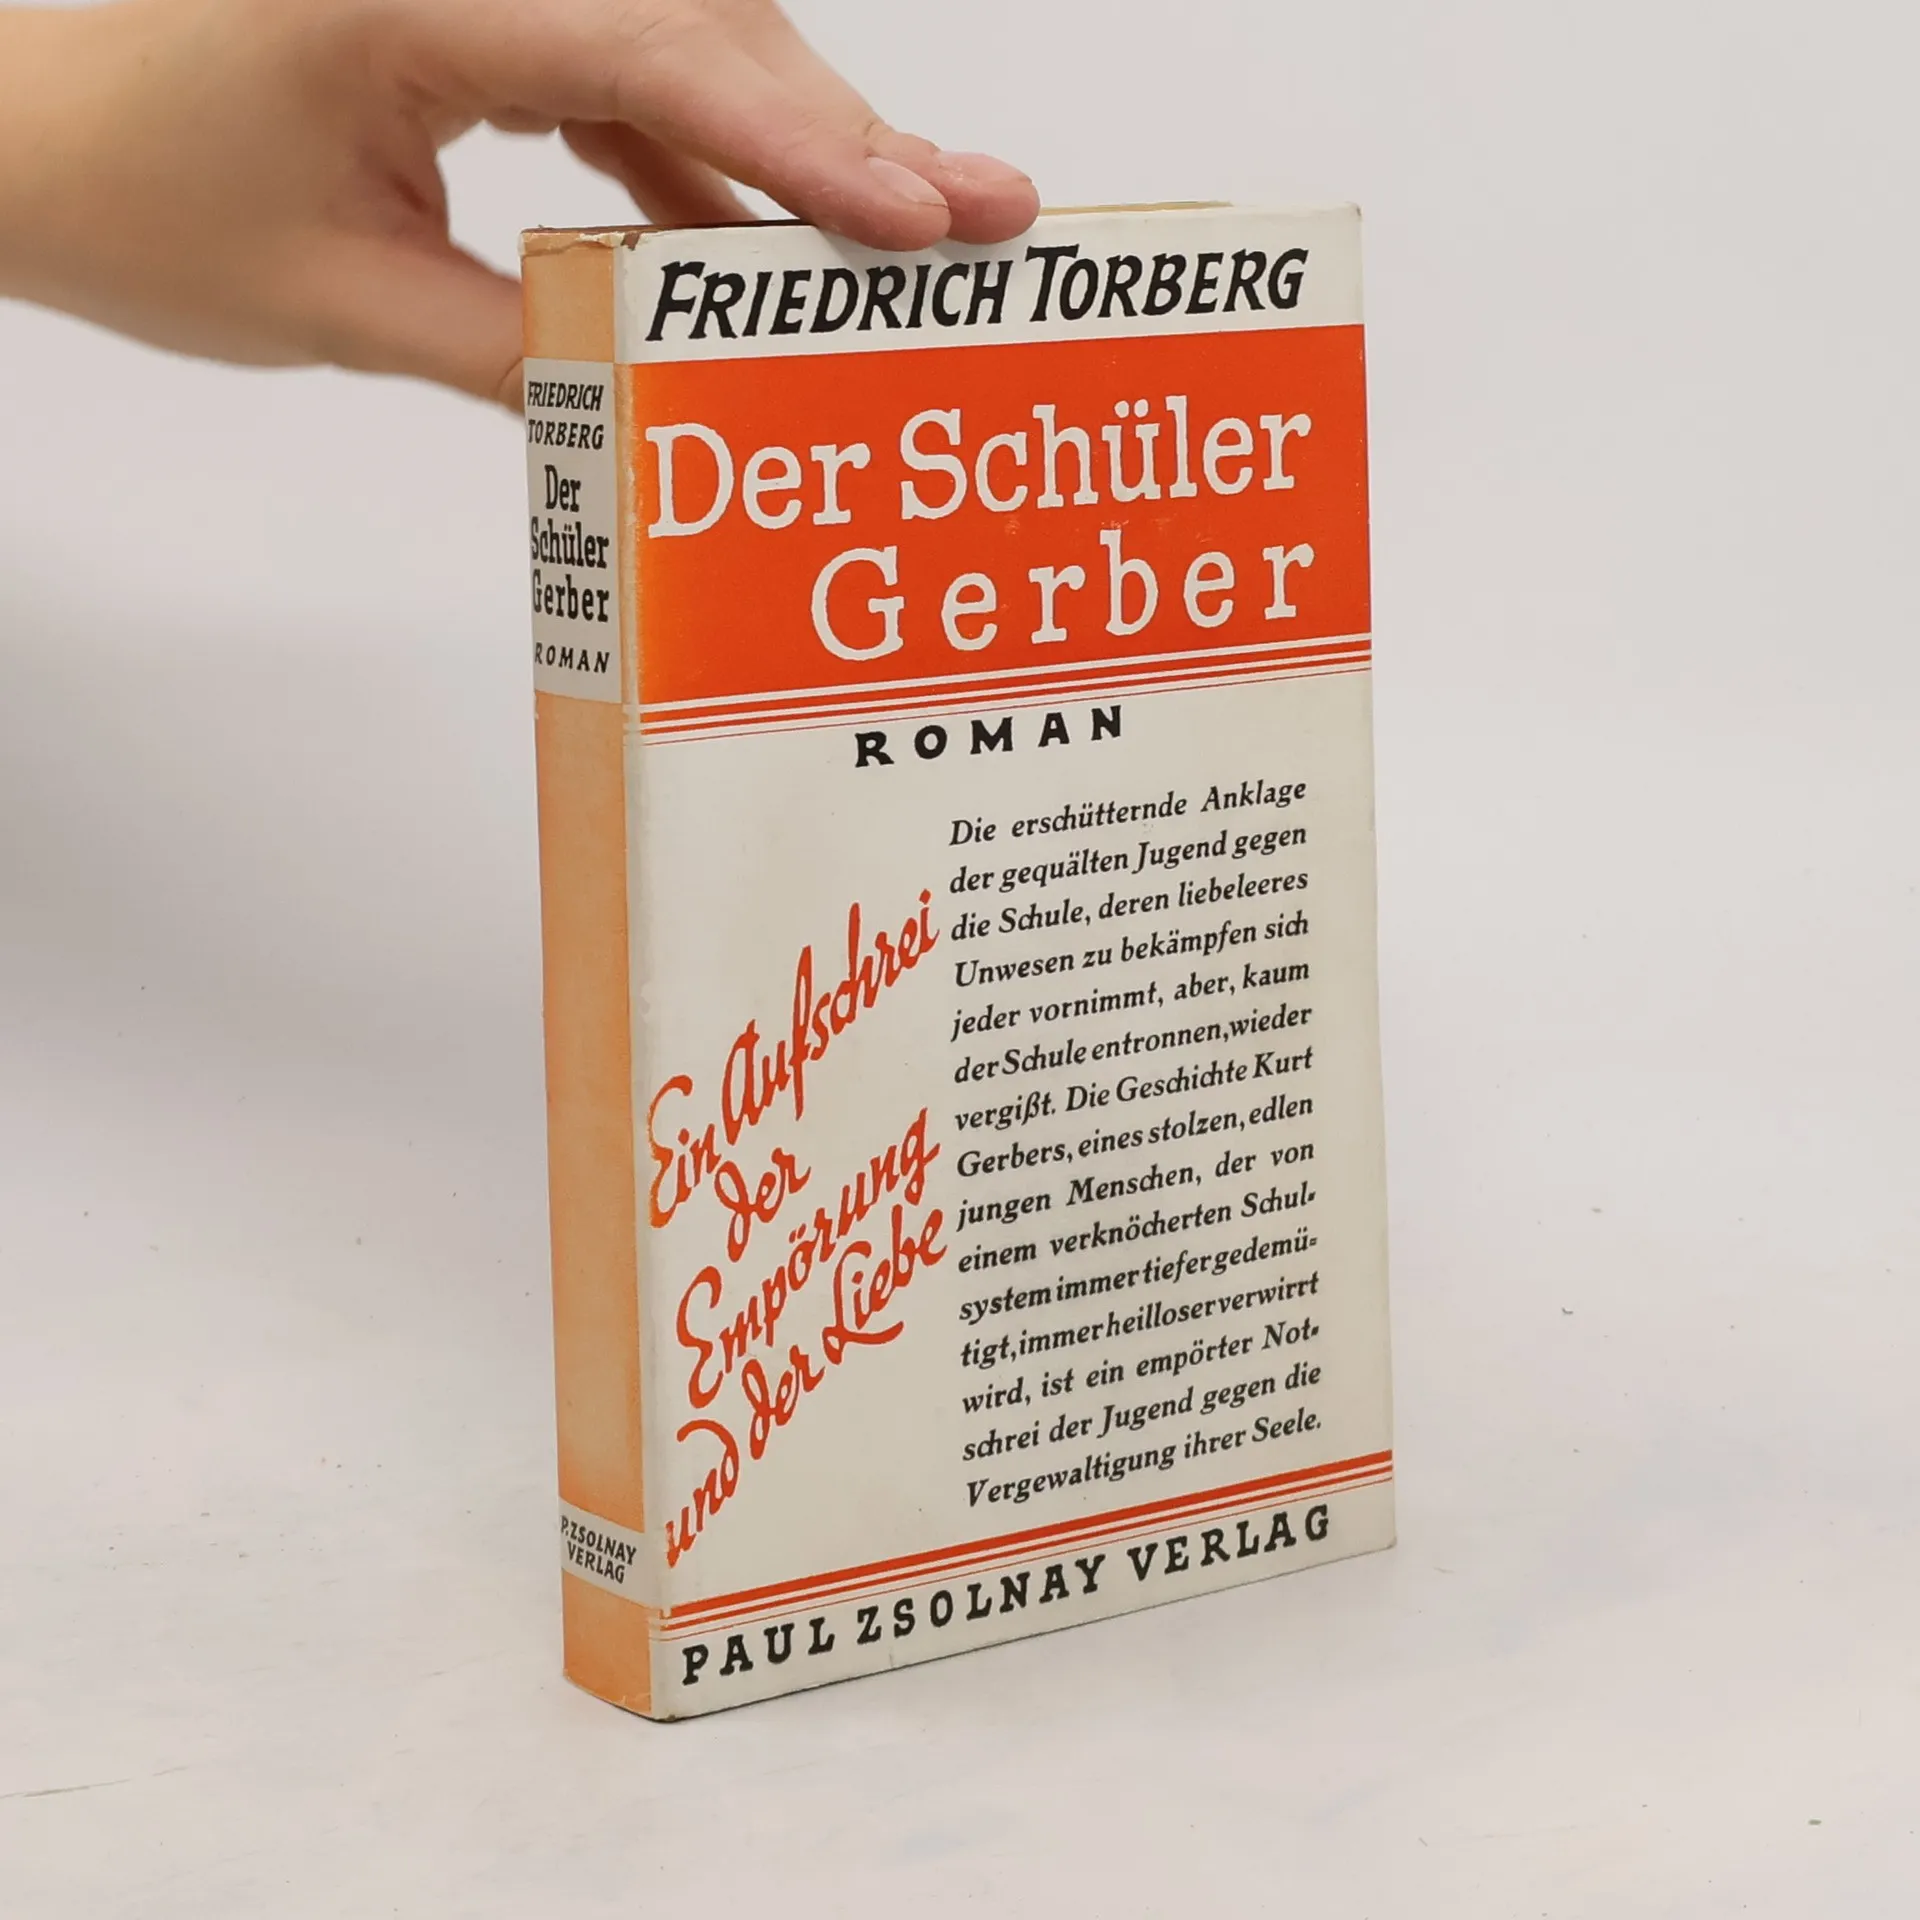 FRIEDRICH TORBERG
Der Schüler
Gerber
ROMAN
Ein Aufschrei
der
Empörung
und der Liebe
Die erschütternde Anklage
der gequälten Jugend gegen
die Schule, deren liebeleeres
Unwesen zu bekämpfen sich
jeder vornimmt, aber, kaum
der Schule entronnen, wieder
vergißt. Die Geschichte Kurt
Gerbers, eines stolzen, edlen
jungen Menschen, der von
einem verknöcherten Schul-
system immer tiefer gedemü-
tigt, immer heilloser verwirrt
wird, ist ein empörter Not-
schrei der Jugend gegen die
Vergewaltigung ihrer Seele.
PAUL ZSOLNAY VERLAG
FRIEDRICH
TORBERG
Der
Schüler
Gerber
ROMAN
P. ZSOLNAY
VERLAG